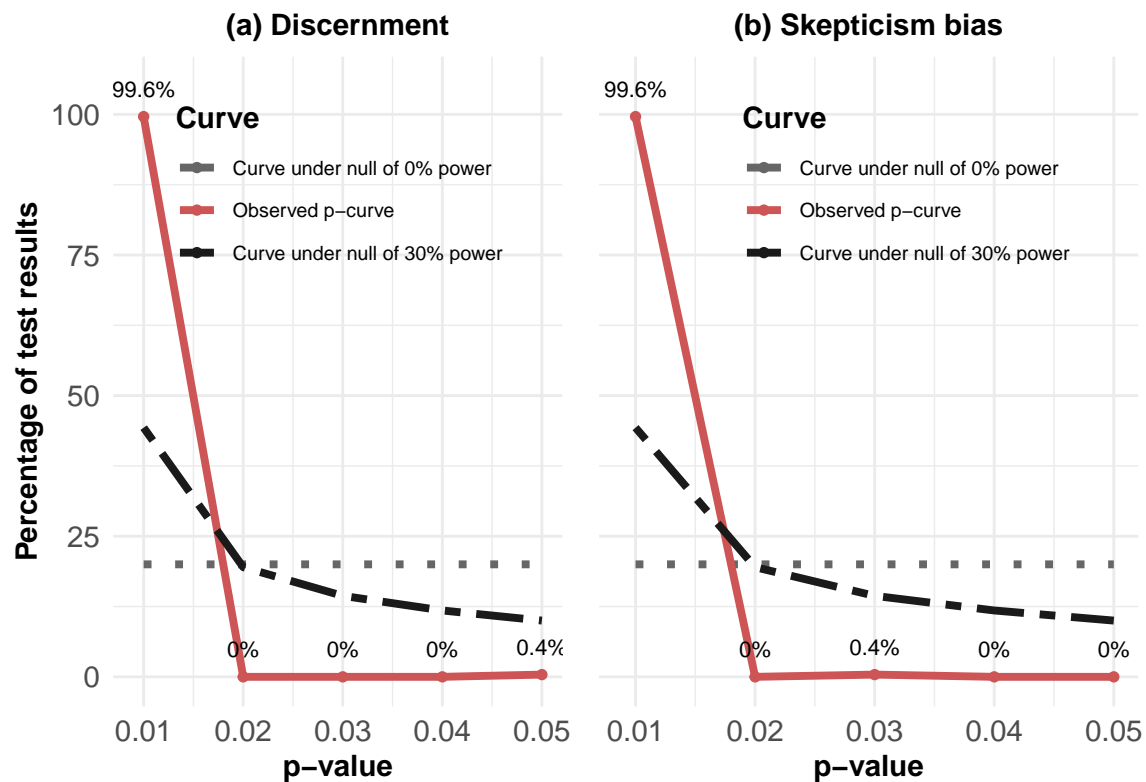 (a) Discernment
(b) Skepticism bias
Percentage of test results
100
75
50
25
0
99.6%
Curve
Curve under null of 0% power
Observed p−curve
Curve under null of 30% power
0%
0%
0%
0.4%
0.01
0.02
0.03
0.04
0.05
p−value
99.6%
Curve
Curve under null of 0% power
Observed p−curve
Curve under null of 30% power
0%
0.4%
0%
0%
0.01
0.02
0.03
0.04
0.05
p−value